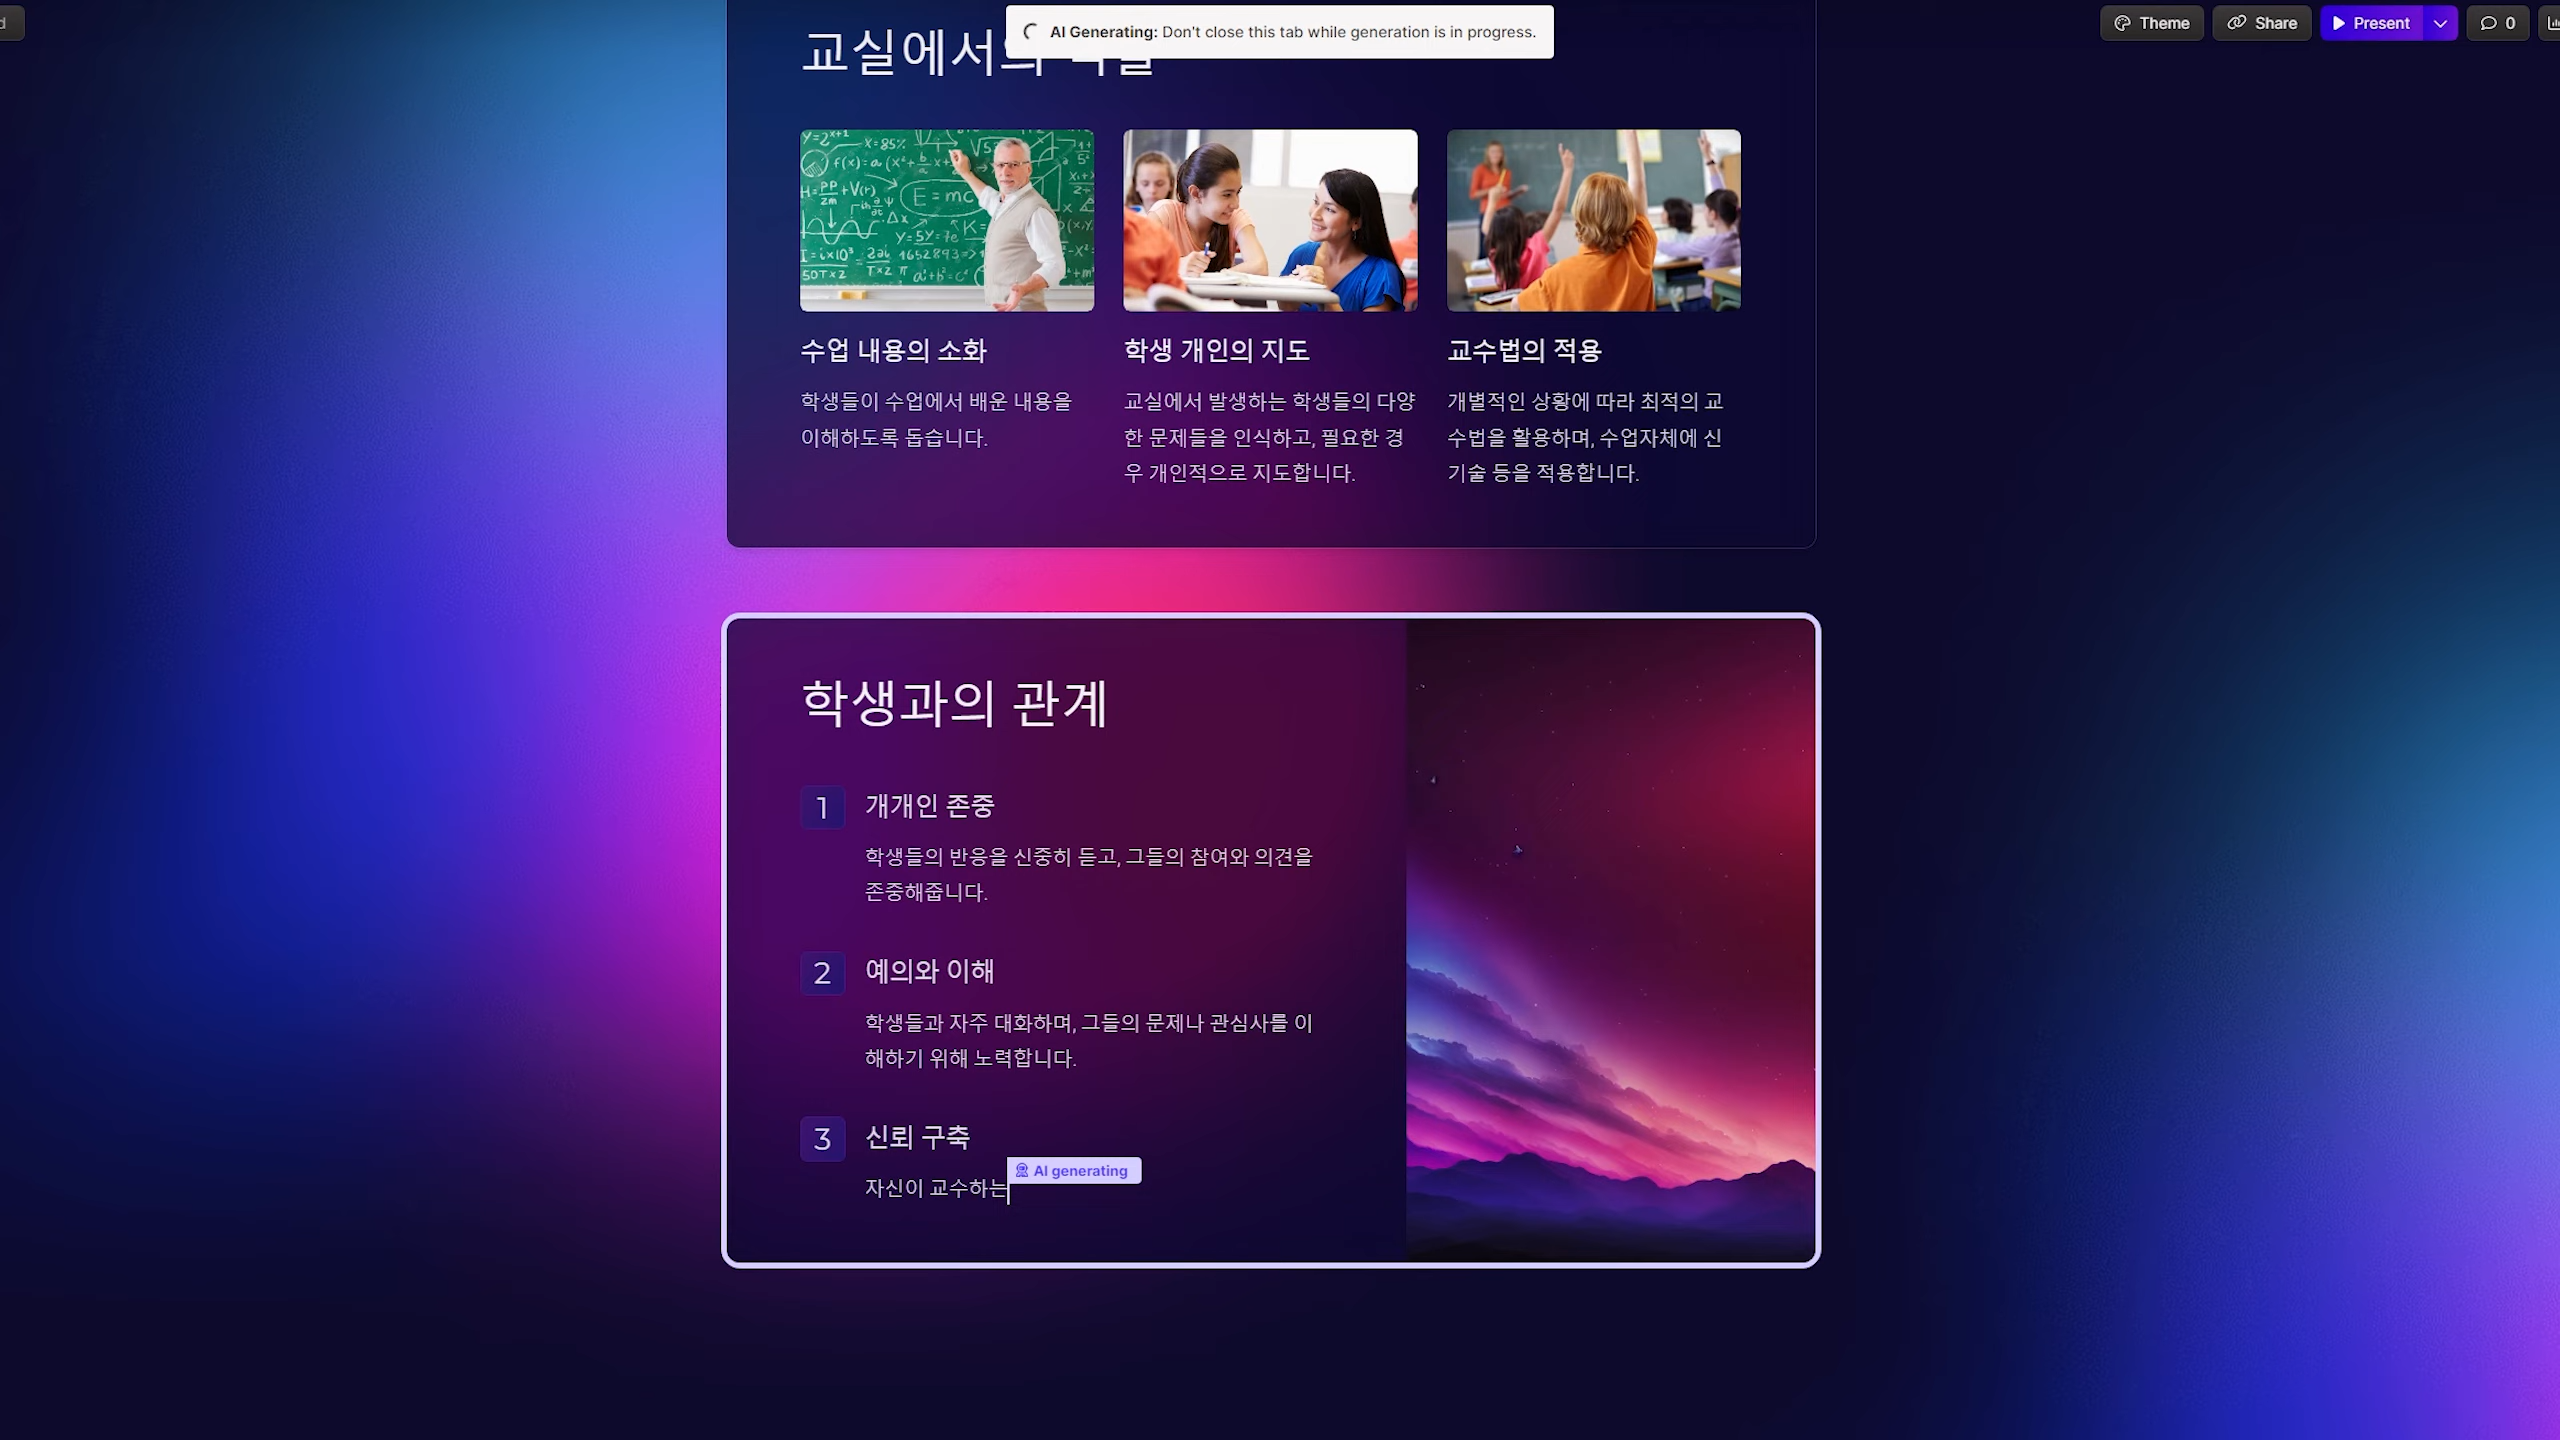 AI Generating: Don't close this tab while generation is in progress.
Theme
Share
Present
0
교실에서의
수업 내용의 소화
학생들이 수업에서 배운 내용을
이해하도록 돕습니다.
학생 개인의 지도
교실에서 발생하는 학생들의 다양
한 문제들을 인식하고, 필요한 경
우 개인적으로 지도합니다.
교수법의 적용
개별적인 상황에 따라 최적의 교
수법을 활용하며, 수업자체에 신
기술 등을 적용합니다.
학생과의 관계
1
개개인 존중
학생들의 반응을 신중히 듣고, 그들의 참여와 의견을
존중해줍니다.
2
예의와 이해
학생들과 자주 대화하며, 그들의 문제나 관심사를 이
해하기 위해 노력합니다.
3
신뢰 구축
AI generating
자신이 교수하는